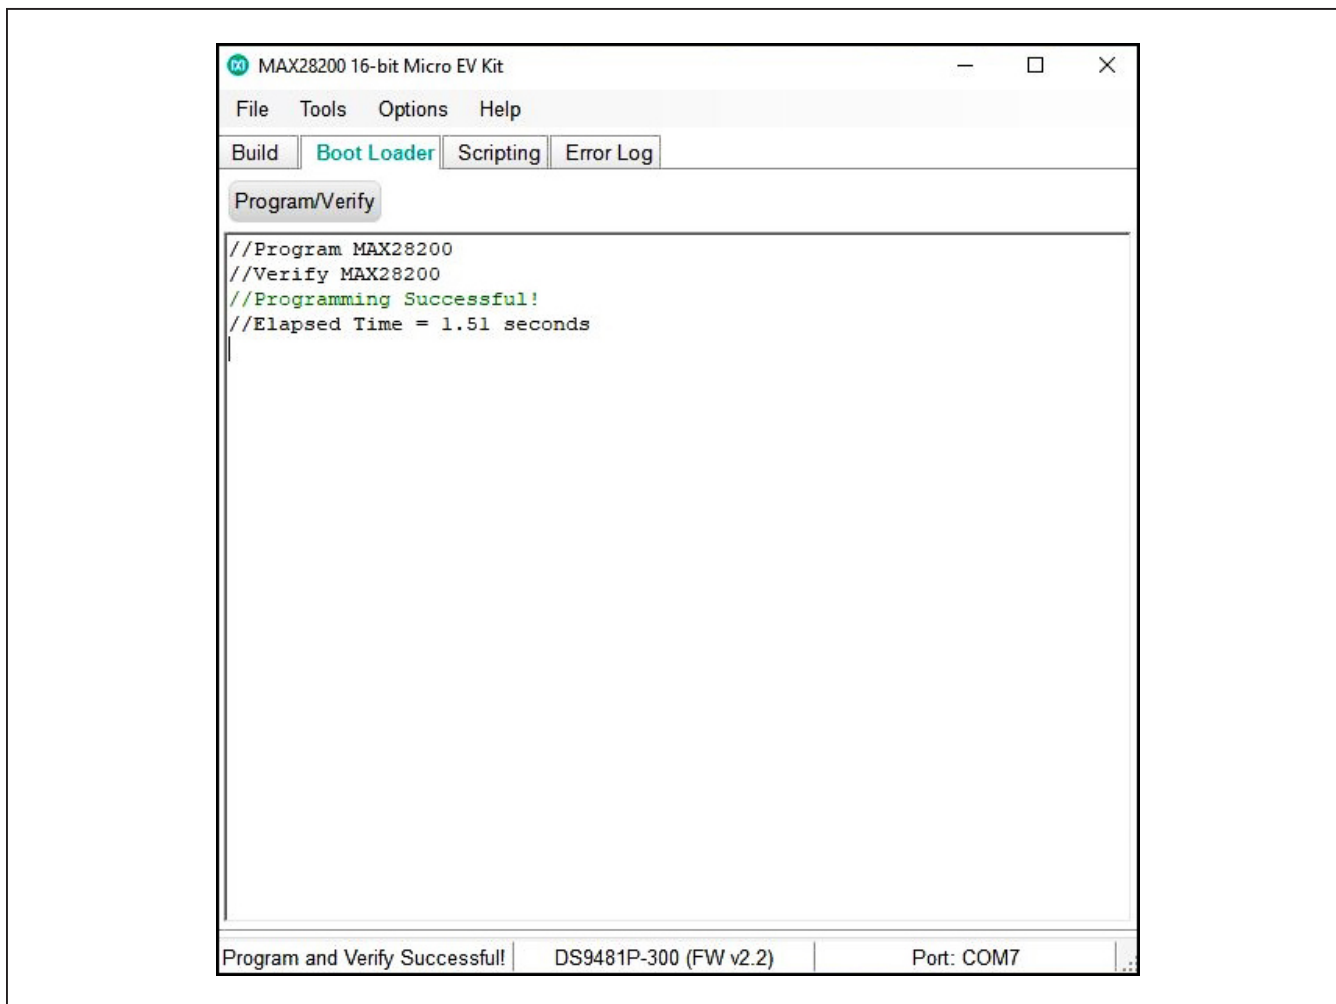 MAX28200 16-bit Micro EV Kit
File Tools Options Help
Build Boot Loader Scripting Error Log
Program/Verify
//Program MAX28200
//Verify MAX28200
//Programming Successful!
//Elapsed Time = 1.51 seconds
Program and Verify Successful! DS9481P-300 (FW v2.2) Port: COM7